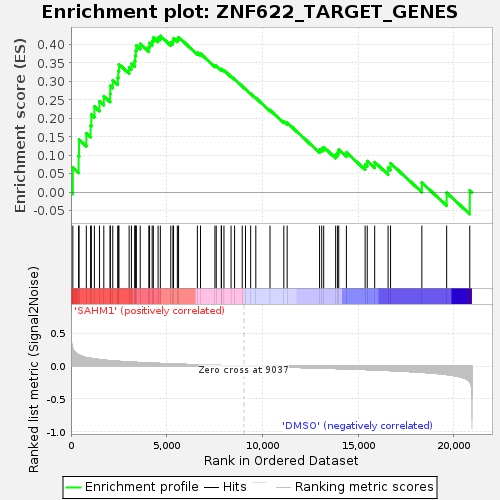 Enrichment plot: ZNF622_TARGET_GENES
Enrichment score (ES)
0.40
0.35
0.30
0.25
0.20
0.15
0.10
0.05
0.00
-0.05
'SAHM1' (positively correlated)
Ranked list metric (Signal2Noise)
0.5
0.0
-0.5
-1.0
Zero cross at 9037
'DMSO' (negatively correlated)
0
5,000
10,000
15,000
20,000
Rank in Ordered Dataset
Enrichment profile
Hits
Ranking metric scores